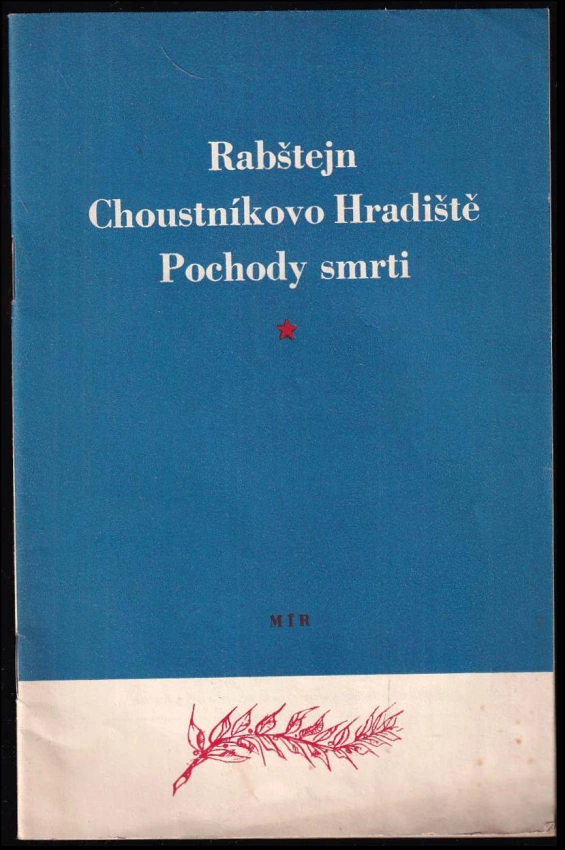 Rabštejn
Choustníkovo Hradiště
Pochody smrti
MÍR